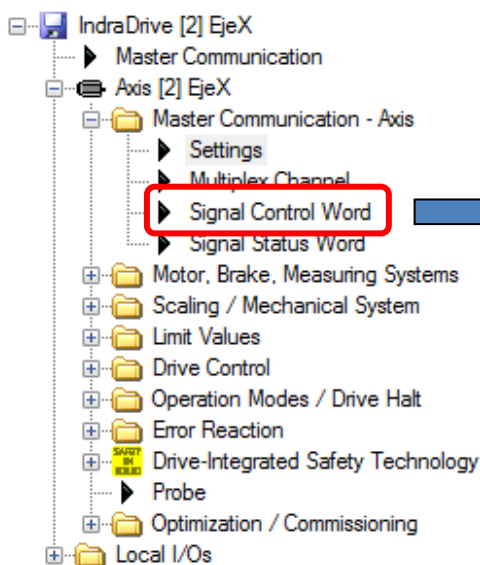 IndraDrive [2] EjeX
Master Communication
Axis [2] EjeX
Master Communication - Axis
Settings
Multiplex Channel
Signal Control Word
Signal Status Word
Motor, Brake, Measuring Systems
Scaling / Mechanical System
Limit Values
Drive Control
Operation Modes / Drive Halt
Error Reaction
SAFETY IN Drive-Integrated Safety Technology
Probe
Optimization / Commissioning
Local I/Os